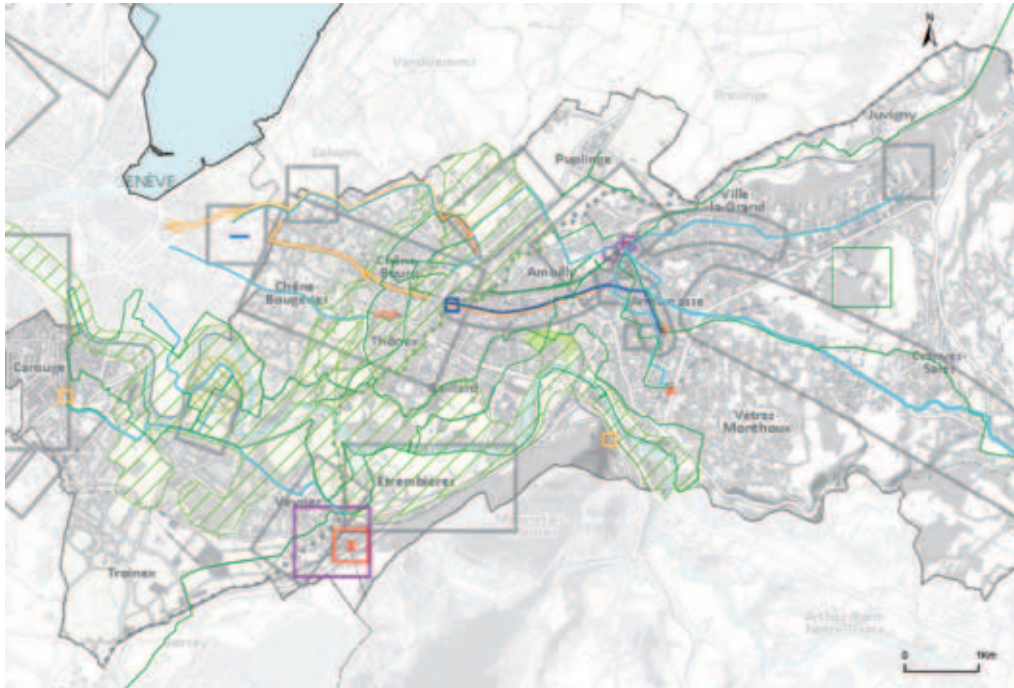 N
Juvigny
Puplinge
GENÈVE
Ville
-la-Grand
Chêne
Bourg
Ambilly
Chêne
Bougeries
Annemasse
Thônex
Carouge
Gaillard
Cranves-
Sales
Vétraz
Monthoux
Étrembières
Veyrier
Troinex
0
1Km